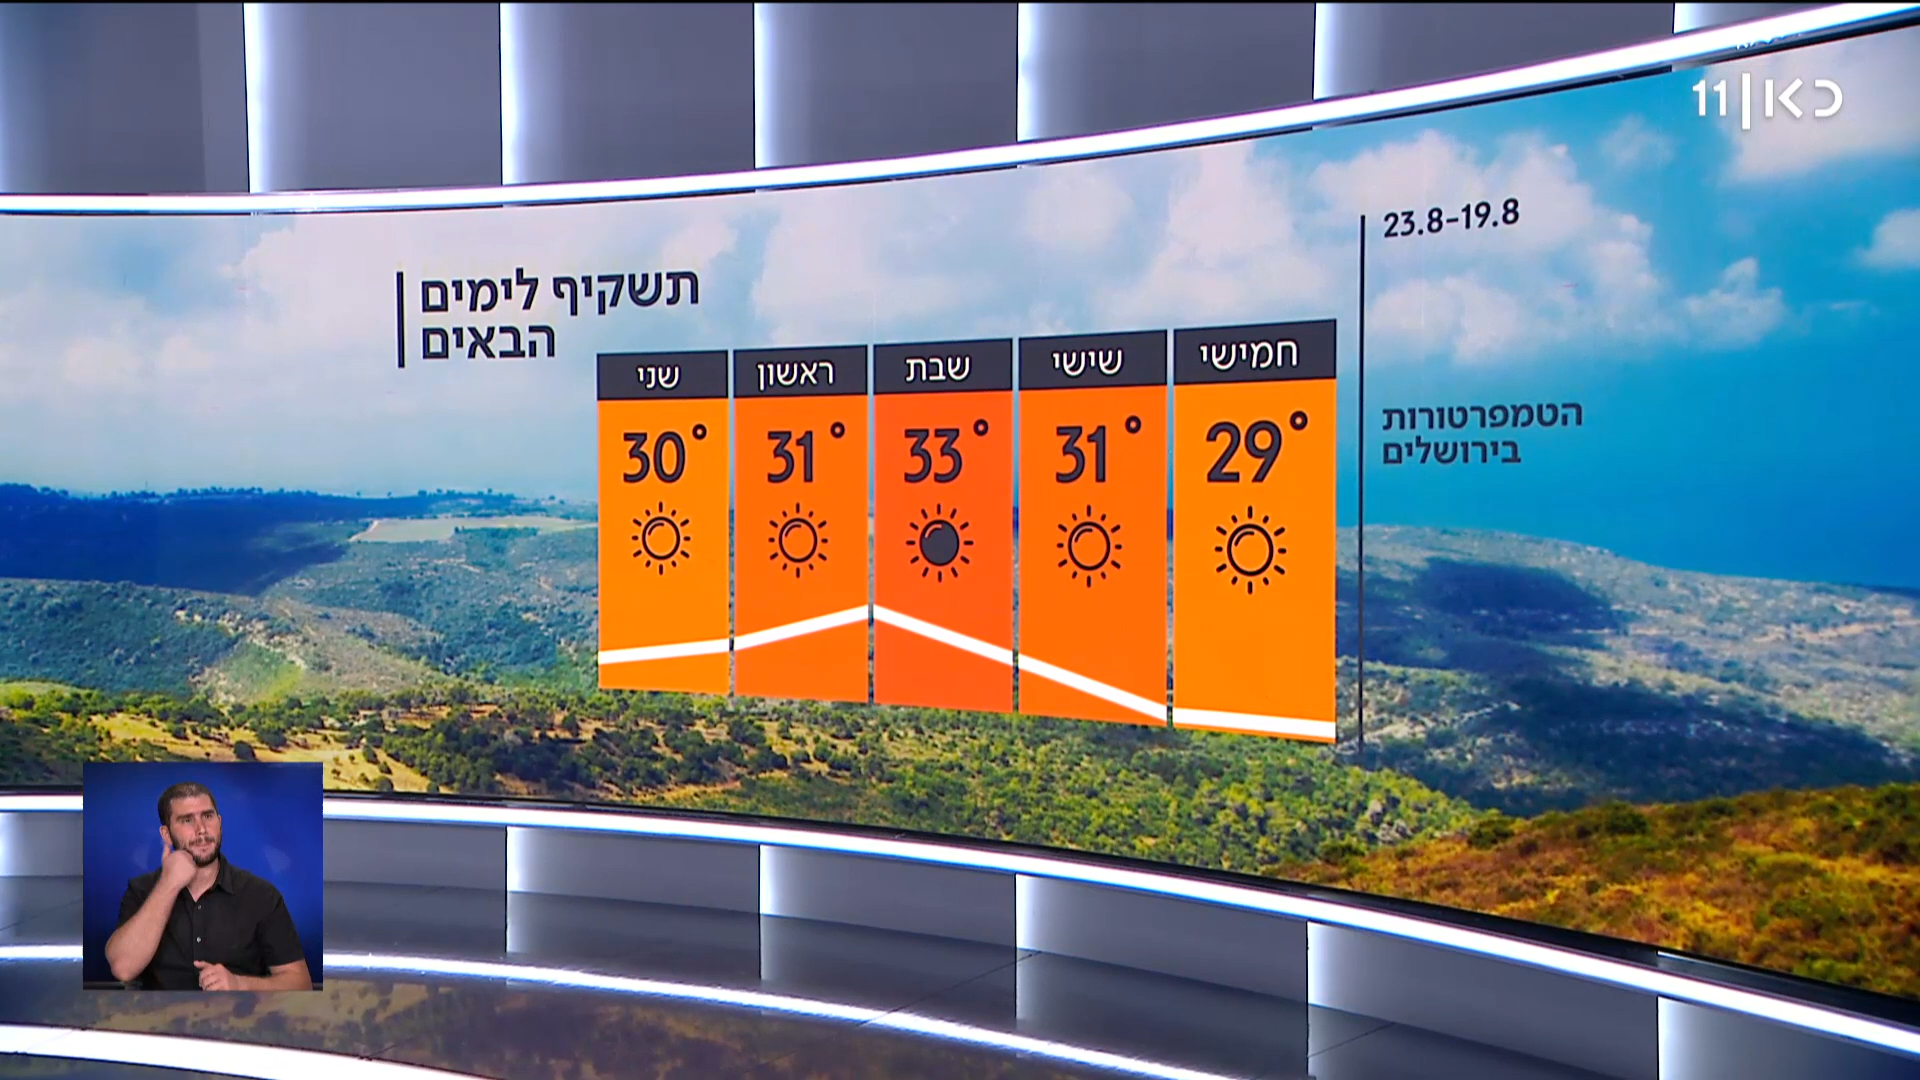 כאן 11
23.8-19.8
תשקיף לימים
הבאים
הטמפרטורות
בירושלים
חמישי
שישי
שבת
ראשון
שני
29°
31°
33°
31°
30°